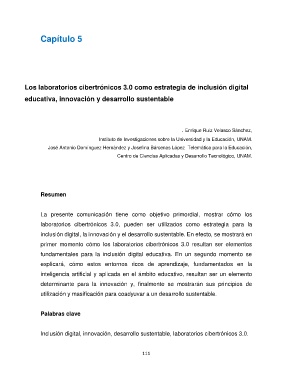 Capítulo 5
Los laboratorios cibertrónicos 3.0 como estrategia de inclusión digital
educativa, innovación y desarrollo sustentable
, Enrique Ruiz Velasco Sánchez,
Instituto de Investigaciones sobre la Universidad y la Educación, UNAM.
José Antonio Domínguez Hernández y Josefina Bárcenas López Telemática para la Educación,
Centro de Ciencias Aplicadas y Desarrollo Tecnológico, UNAM.
Resumen
La presente comunicación tiene como objetivo primordial, mostrar cómo los
laboratorios cibertrónicos 3.0, pueden ser utilizados como estrategia para la
inclusión digital, la innovación y el desarrollo sustentable. En efecto, se mostrará en
primer momento cómo los laboratorios cibertrónicos 3.0 resultan ser elementos
fundamentales para la inclusión digital educativa. En un segundo momento se
explicará, cómo estos entornos ricos de aprendizaje, fundamentados en la
inteligencia artificial y aplicada en el ámbito educativo, resultan ser un elemento
determinante para la innovación y, finalmente se mostrarán sus principios de
utilización y masificación para coadyuvar a un desarrollo sustentable.
Palabras clave
Inclusión digital, innovación, desarrollo sustentable, laboratorios cibertrónicos 3.0.
111